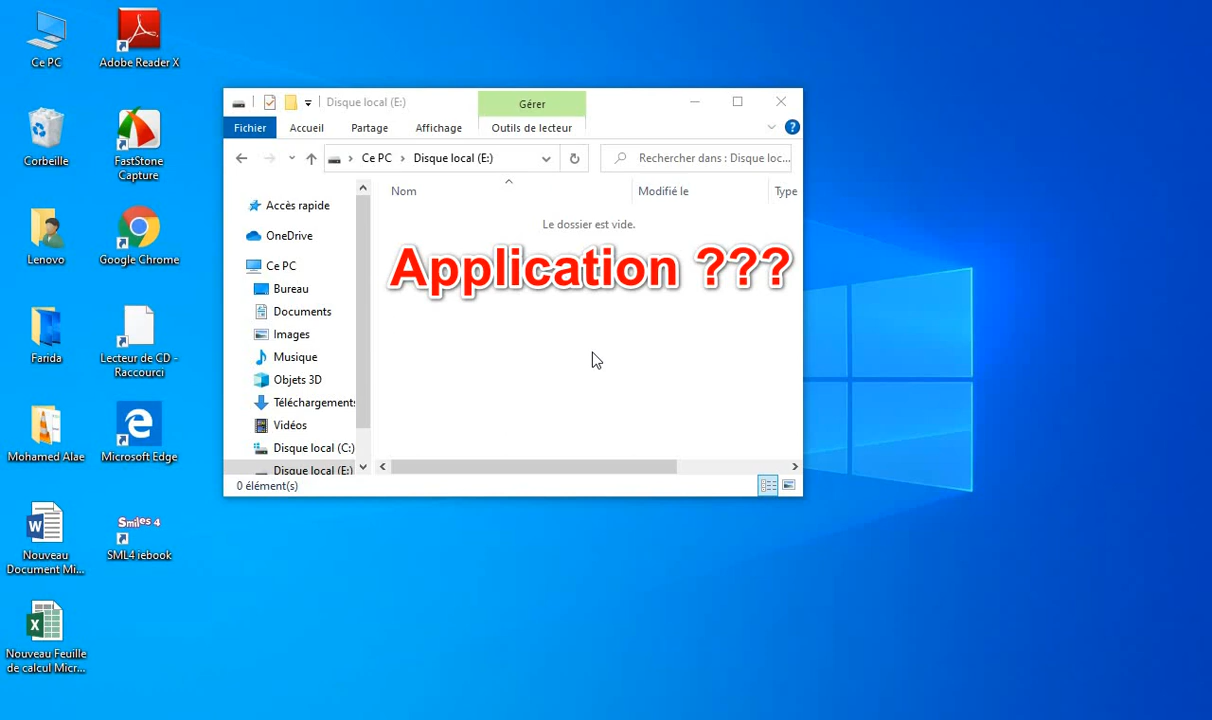 Ce PC
Adobe Reader X
Corbeille
FastStone
Capture
Lenovo
Google Chrome
Farida
Lecteur de CD -
Raccourci
Mohamed Alae
Microsoft Edge
Nouveau
Document Mi...
Smiles 4
SML4 iebook
Nouveau Feuille
de calcul Micr...
Disque local (E:)
Gérer
Fichier
Accueil
Partage
Affichage
Outils de lecteur
Ce PC
Disque local (E:)
Rechercher dans : Disque loc...
Nom
Modifié le
Type
Accès rapide
OneDrive
Ce PC
Bureau
Documents
Images
Musique
Objets 3D
Téléchargements
Vidéos
Disque local (C:)
Disque local (E:)
Le dossier est vide.
Application ???
0 élément(s)